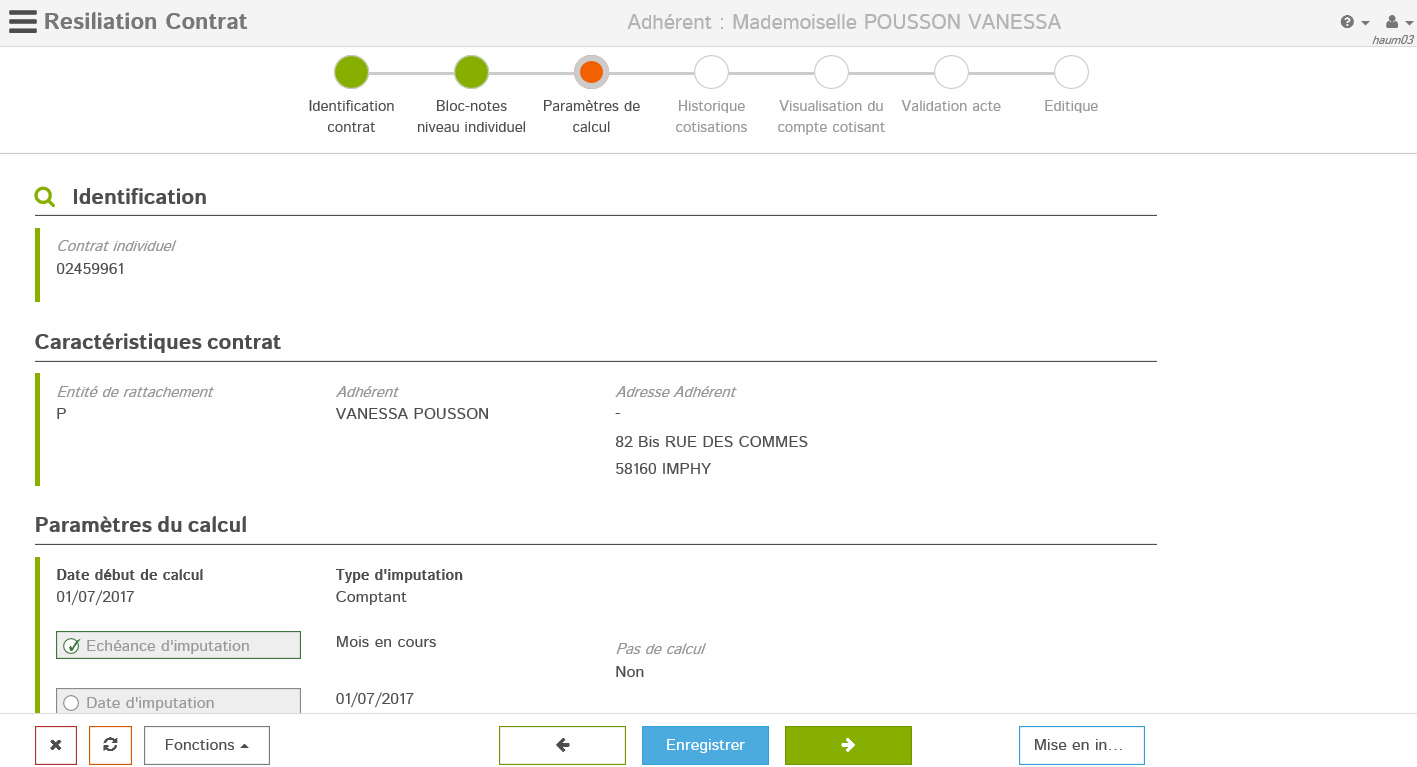 Resiliation Contrat
Adhérent : Mademoiselle POUSSON VANESSA
haum03
Identification contrat
Bloc-notes niveau individuel
Paramètres de calcul
Historique cotisations
Visualisation du compte cotisant
Validation acte
Editique
Identification
Contrat individuel
02459961
Caractéristiques contrat
Entité de rattachement
P
Adhérent
VANESSA POUSSON
Adresse Adhérent
-
82 Bis RUE DES COMMES
58160 IMPHY
Paramètres du calcul
Date début de calcul
01/07/2017
Type d'imputation
Comptant
Echéance d'imputation
Mois en cours
Pas de calcul
Non
Date d'imputation
01/07/2017
Fonctions
Enregistrer
Mise en in...